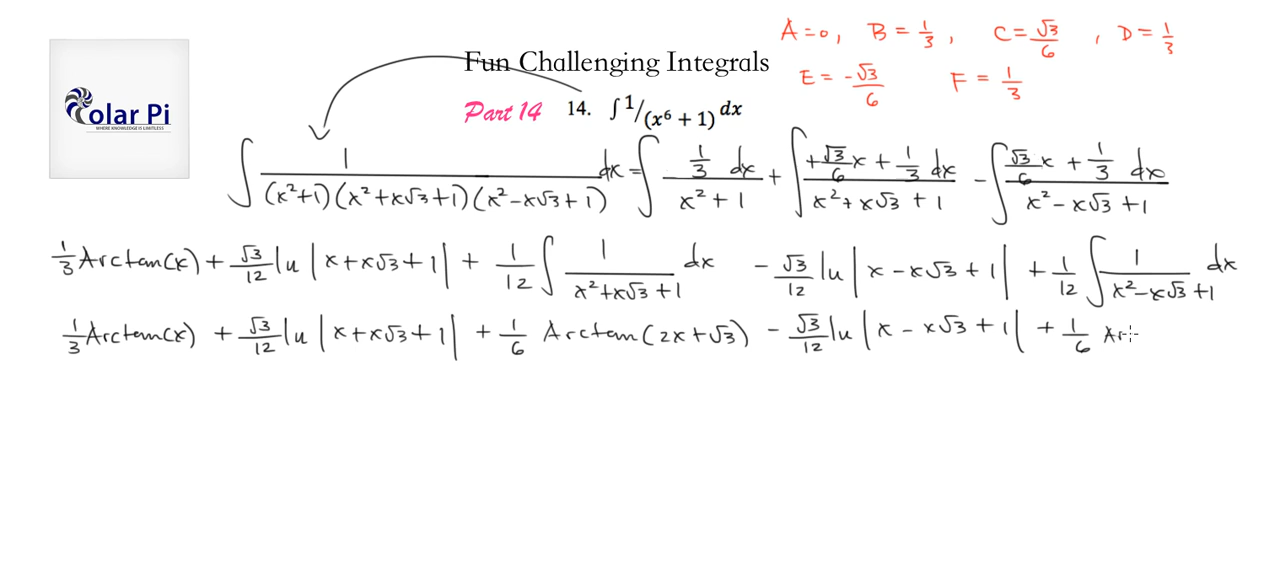 A = 0, B = 1/3, C = √3/6, D = 1/3
E = -√3/6 F = 1/3
Fun Challenging Integrals
Part 14 14. ∫ 1/(x⁶ + 1) dx
olar Pi
WHERE KNOWLEDGE IS LIMITLESS
∫ 1/((x²+1)(x²+x√3+1)(x²-x√3+1)) dx = ∫ (1/3 dx)/(x²+1) + ∫ (+√3/6 x + 1/3 dx)/(x²+x√3+1) - ∫ (√3/6 x + 1/3 dx)/(x²-x√3+1)
1/3 Arctan(x) + √3/12 ln |x+x√3+1| + 1/12 ∫ 1/(x²+x√3+1) dx - √3/12 ln |x-x√3+1| + 1/12 ∫ 1/(x²-x√3+1) dx
1/3 Arctan(x) + √3/12 ln |x+x√3+1| + 1/6 Arctan(2x+√3) - √3/12 ln |x-x√3+1| + 1/6 Ar